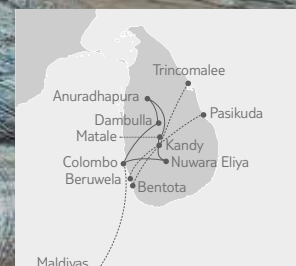 Trincomalee
Anuradhapura
Pasikuda
Dambulla
Matale
Kandy
Colombo
Nuwara Eliya
Beruwela
Bentota
Maldives